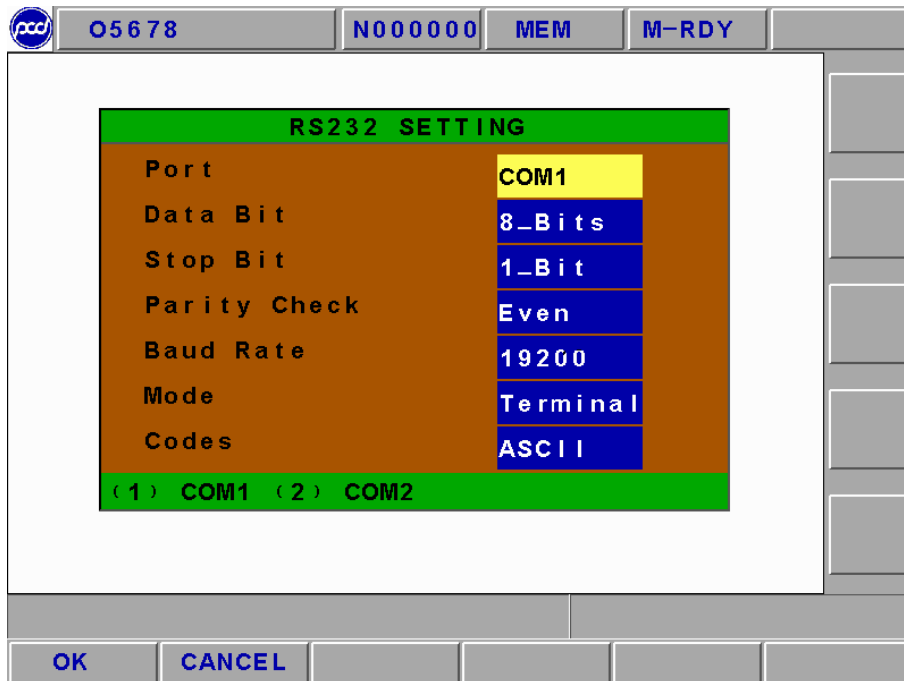 pcd O5678 N000000 MEM M-RDY
RS232 SETTING
Port COM1
Data Bit 8_Bits
Stop Bit 1_Bit
Parity Check Even
Baud Rate 19200
Mode Terminal
Codes ASCII
(1) COM1 (2) COM2
OK CANCEL